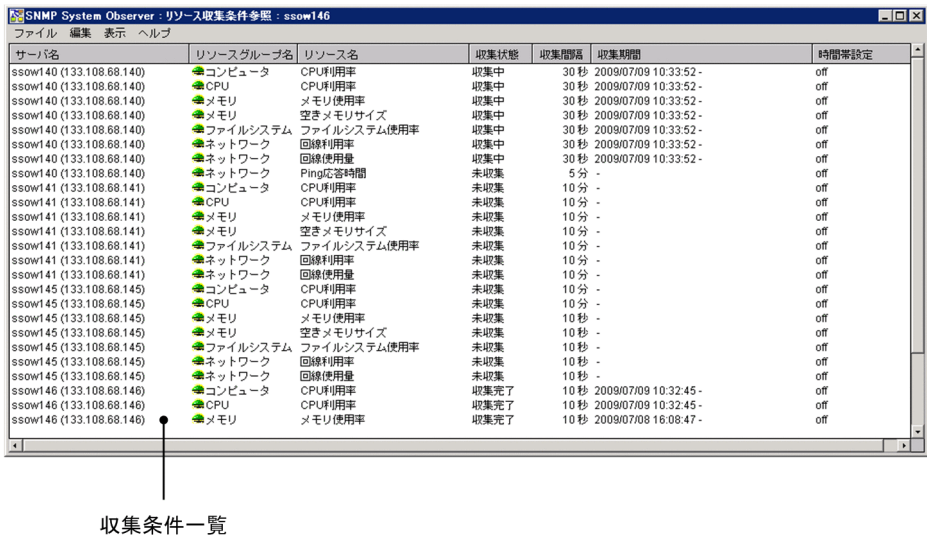 SNMP System Observer : リソース収集条件参照 : ssow146
ファイル 編集 表示 ヘルプ
サーバ名 リソースグループ名 リソース名 収集状態 収集間隔 収集期間 時間帯設定
ssow140 (133.108.68.140) コンピュータ CPU利用率 収集中 30 秒 2009/07/09 10:33:52 - off
ssow140 (133.108.68.140) CPU CPU利用率 収集中 30 秒 2009/07/09 10:33:52 - off
ssow140 (133.108.68.140) メモリ メモリ使用率 収集中 30 秒 2009/07/09 10:33:52 - off
ssow140 (133.108.68.140) メモリ 空きメモリサイズ 収集中 30 秒 2009/07/09 10:33:52 - off
ssow140 (133.108.68.140) ファイルシステム ファイルシステム使用率 収集中 30 秒 2009/07/09 10:33:52 - off
ssow140 (133.108.68.140) ネットワーク 回線利用率 収集中 30 秒 2009/07/09 10:33:52 - off
ssow140 (133.108.68.140) ネットワーク 回線使用量 収集中 30 秒 2009/07/09 10:33:52 - off
ssow140 (133.108.68.140) ネットワーク Ping応答時間 未収集 5 分 - off
ssow141 (133.108.68.141) コンピュータ CPU利用率 未収集 10 分 - off
ssow141 (133.108.68.141) CPU CPU利用率 未収集 10 分 - off
ssow141 (133.108.68.141) メモリ メモリ使用率 未収集 10 分 - off
ssow141 (133.108.68.141) メモリ 空きメモリサイズ 未収集 10 分 - off
ssow141 (133.108.68.141) ファイルシステム ファイルシステム使用率 未収集 10 分 - off
ssow141 (133.108.68.141) ネットワーク 回線利用率 未収集 10 分 - off
ssow141 (133.108.68.141) ネットワーク 回線使用量 未収集 10 分 - off
ssow145 (133.108.68.145) コンピュータ CPU利用率 未収集 10 分 - off
ssow145 (133.108.68.145) CPU CPU利用率 未収集 10 分 - off
ssow145 (133.108.68.145) メモリ メモリ使用率 未収集 10 秒 - off
ssow145 (133.108.68.145) メモリ 空きメモリサイズ 未収集 10 秒 - off
ssow145 (133.108.68.145) ファイルシステム ファイルシステム使用率 未収集 10 秒 - off
ssow145 (133.108.68.145) ネットワーク 回線利用率 未収集 10 秒 - off
ssow145 (133.108.68.145) ネットワーク 回線使用量 未収集 10 秒 - off
ssow146 (133.108.68.146) コンピュータ CPU利用率 収集完了 10 秒 2009/07/09 10:32:45 - off
ssow146 (133.108.68.146) CPU CPU利用率 収集完了 10 秒 2009/07/09 10:32:45 - off
ssow146 (133.108.68.146) メモリ メモリ使用率 収集完了 10 秒 2009/07/08 16:08:47 - off
収集条件一覧